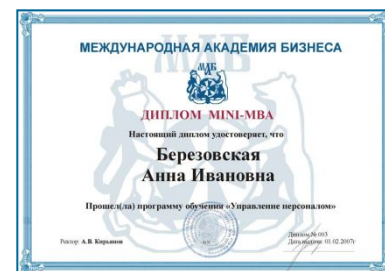 МЕЖДУНАРОДНАЯ АКАДЕМИЯ БИЗНЕСА
МАБ
ДИПЛОМ MINI-MBA
Настоящий диплом удостоверяет, что
Березовская
Анна Ивановна
Прошел(ла) программу обучения «Управление персоналом»
Ректор: А.В. Кирьянов
Диплом № 003
Дата выдачи: 01.02.2007г